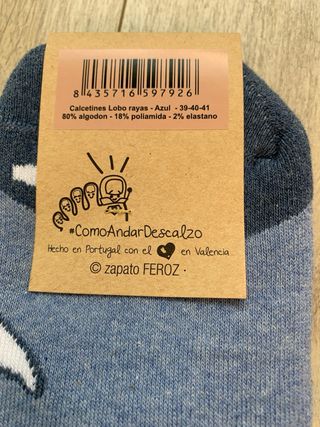 8 435716 597926
Calcetines Lobo rayas - Azul - 39-40-41
80% algodon - 18% poliamida - 2% elastano
#ComoAndarDescalzo
Hecho en Portugal con el en Valencia.
© zapato FEROZ.